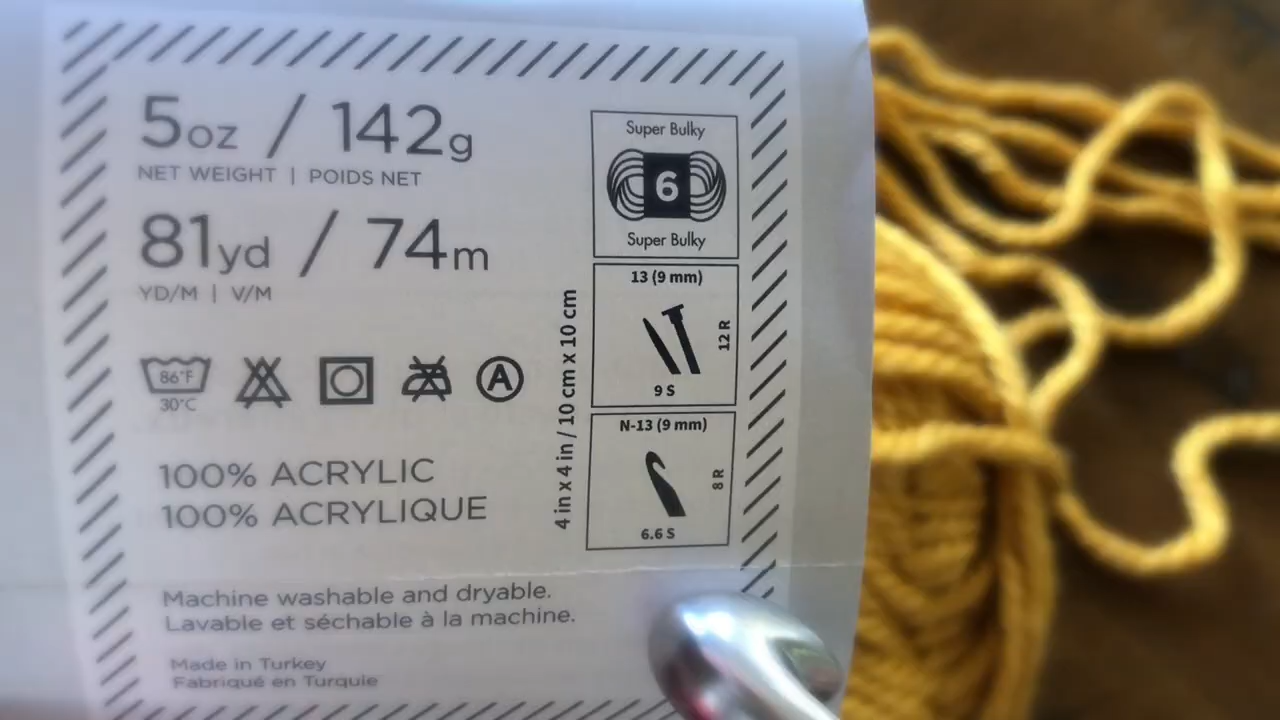 5oz / 142g
NET WEIGHT | POIDS NET
81yd / 74m
YD/M | V/M
86°F
30°C
A
100% ACRYLIC
100% ACRYLIQUE
Machine washable and dryable.
Lavable et séchable à la machine.
Made in Turkey
Fabriqué en Turquie
4 in x 4 in / 10 cm x 10 cm
Super Bulky
6
Super Bulky
13 (9 mm)
12 R
9 S
N-13 (9 mm)
8 R
6.6 S